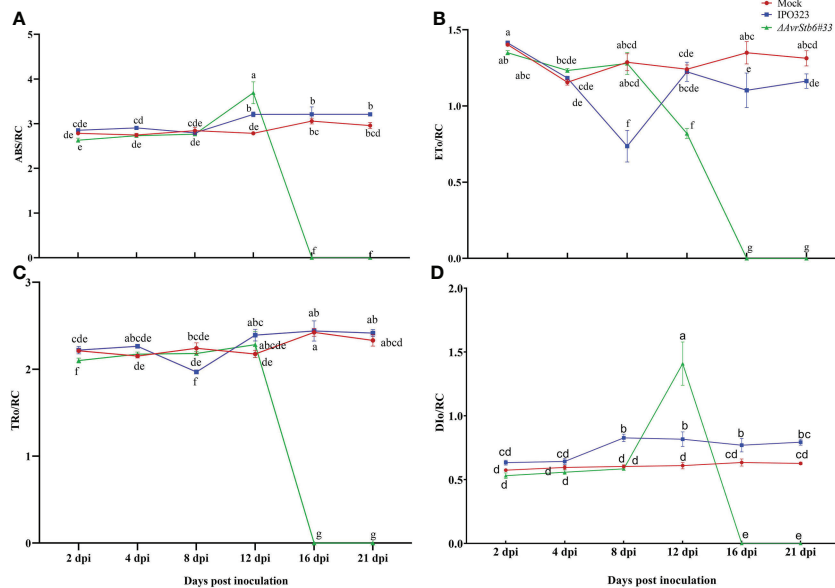 A
ABS/RC
5
4
3
2
1
0
cde
de
e
cd
de
de
de
a
b
de
b
bc
f
b
bcd
f
B
Mock
IPO323
ΔAvrStb6#33
ETo/RC
1.5
1.0
0.5
0.0
a
ab
abc
bcde
cde
de
abcd
abcd
f
cde
bcde
f
abc
e
g
abcd
de
g
C
TRo/RC
3
2
1
0
cde
f
abcde
de
bcde
de
f
abc
abcde
de
ab
a
g
ab
abcd
g
2 dpi 4 dpi 8 dpi 12 dpi 16 dpi 21 dpi
Days post inoculation
D
DIo/RC
2.0
1.5
1.0
0.5
0.0
cd
d
d
cd
d
d
b
d
d
a
b
d
b
cd
e
bc
d
e
2 dpi 4 dpi 8 dpi 12 dpi 16 dpi 21 dpi
Days post inoculation